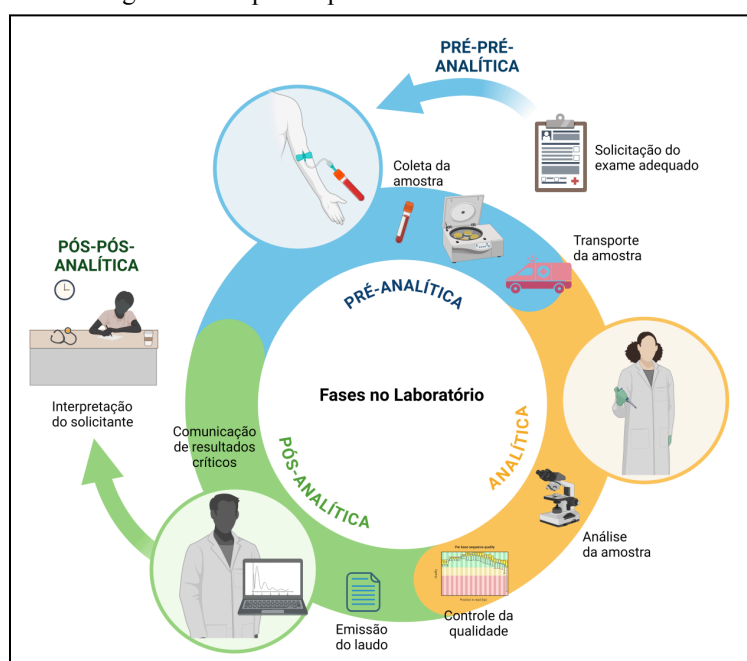 PRÉ-PRÉ-
ANALÍTICA
Solicitação do
exame adequado
Coleta da
amostra
Transporte
da amostra
PRÉ-ANALÍTICA
PÓS-PÓS-
ANALÍTICA
Interpretação
do solicitante
Fases no Laboratório
ANALÍTICA
Comunicação
de resultados
críticos
PÓS-ANALÍTICA
Análise
da amostra
Controle da
qualidade
Emissão
do laudo